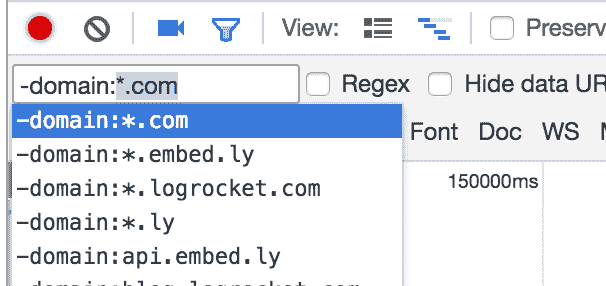 View: Preserv
-domain:*.com Regex Hide data UR
-domain:*.com
Font Doc WS
-domain:*.embed.ly
-domain:*.logrocket.com 150000ms
-domain:*.ly
-domain:api.embed.ly